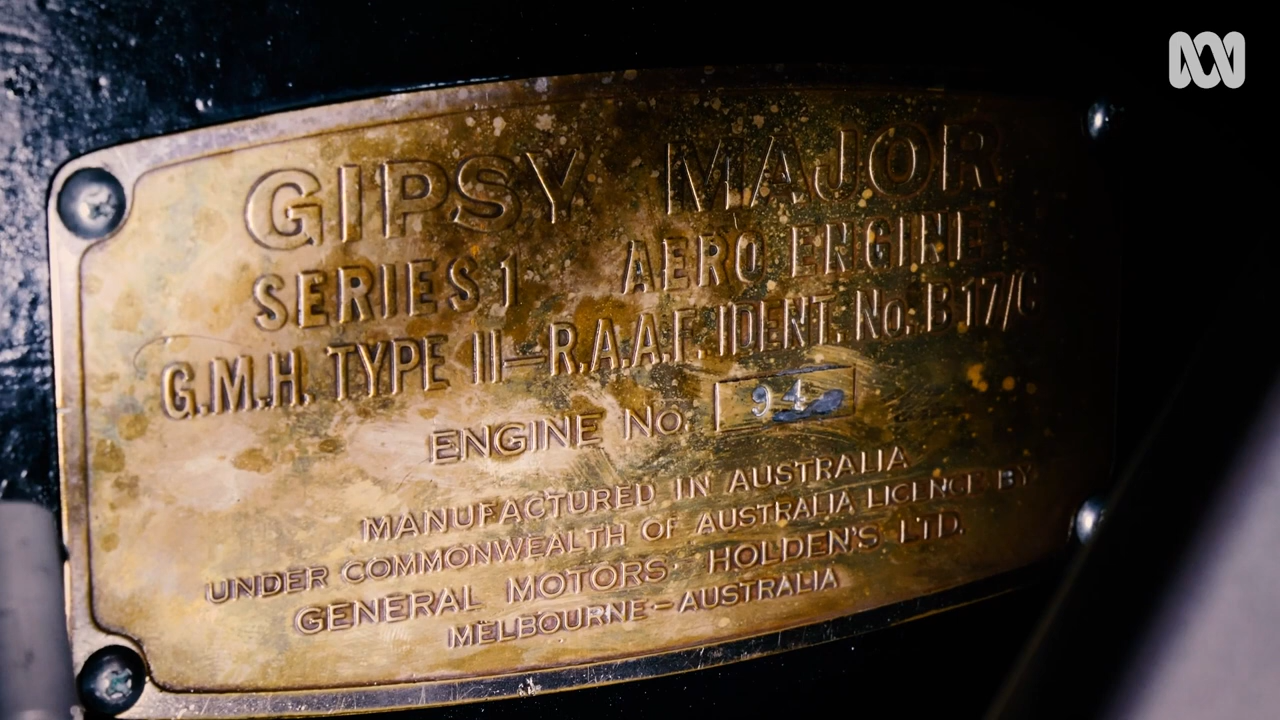 GIPSY MAJOR
SERIES 1 AERO ENGINE
G.M.H. TYPE II—R.A.A.F. IDENT. No. B17/G
ENGINE No. 94
MANUFACTURED IN AUSTRALIA
UNDER COMMONWEALTH OF AUSTRALIA LICENCE BY
GENERAL MOTORS· HOLDEN'S LTD.
MELBOURNE—AUSTRALIA